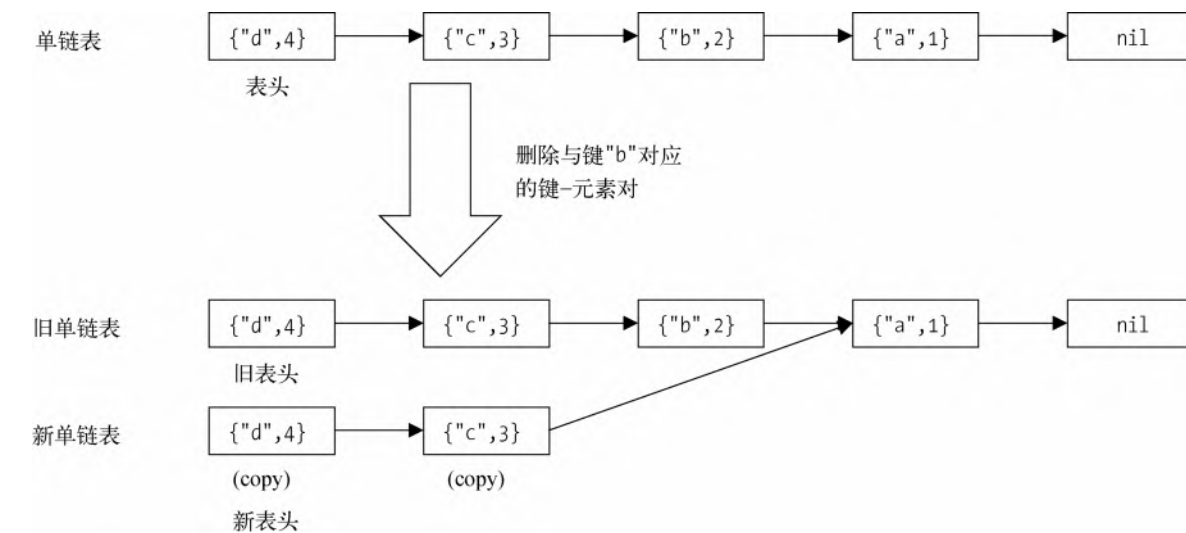 单链表 {"d",4} {"c",3} {"b",2} {"a",1} nil
表头
删除与键"b"对应
的键-元素对
旧单链表 {"d",4} {"c",3} {"b",2} {"a",1} nil
旧表头
新单链表 {"d",4} {"c",3}
(copy) (copy)
新表头